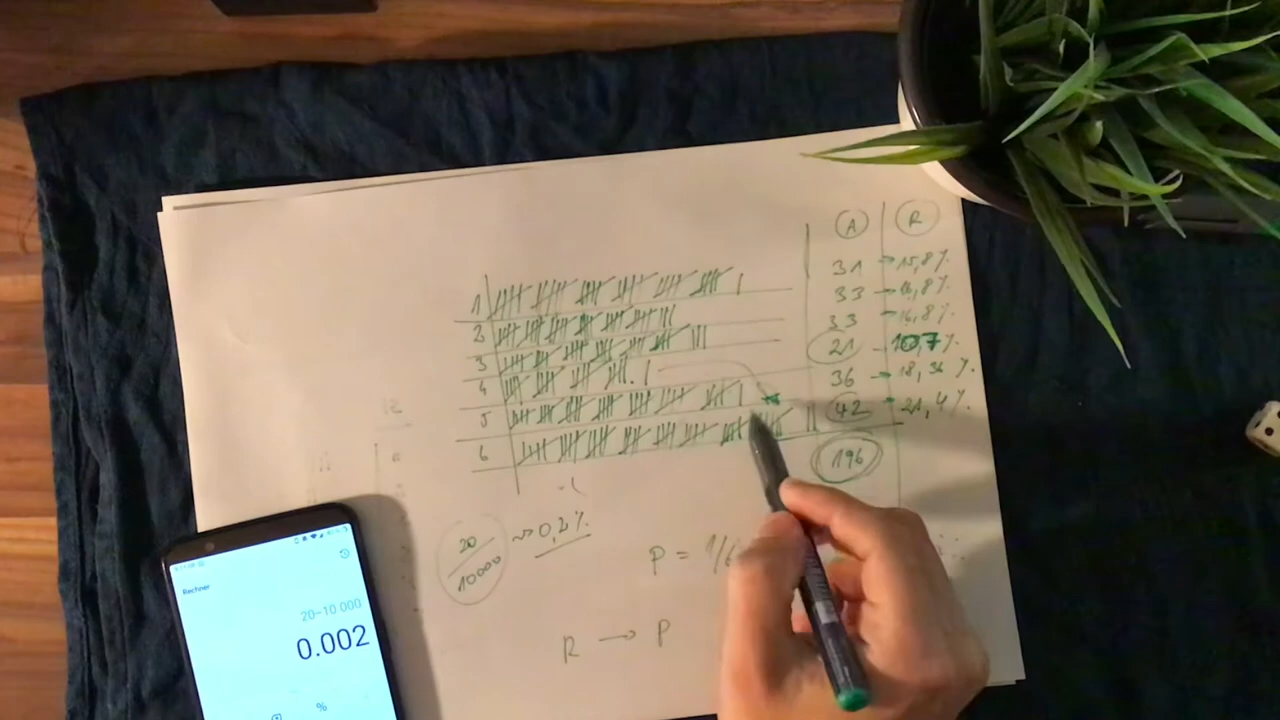 A R
1 31 → 15,8%
2 33 → 16,8%
3 33 → 16,8%
4 21 - 10,7%
5 36 → 18,36%
6 42 → 21,4%
196
20/10000 ~> 0,2%
P = 1/6
R → P
Rechner
20÷10.000
0.002
%